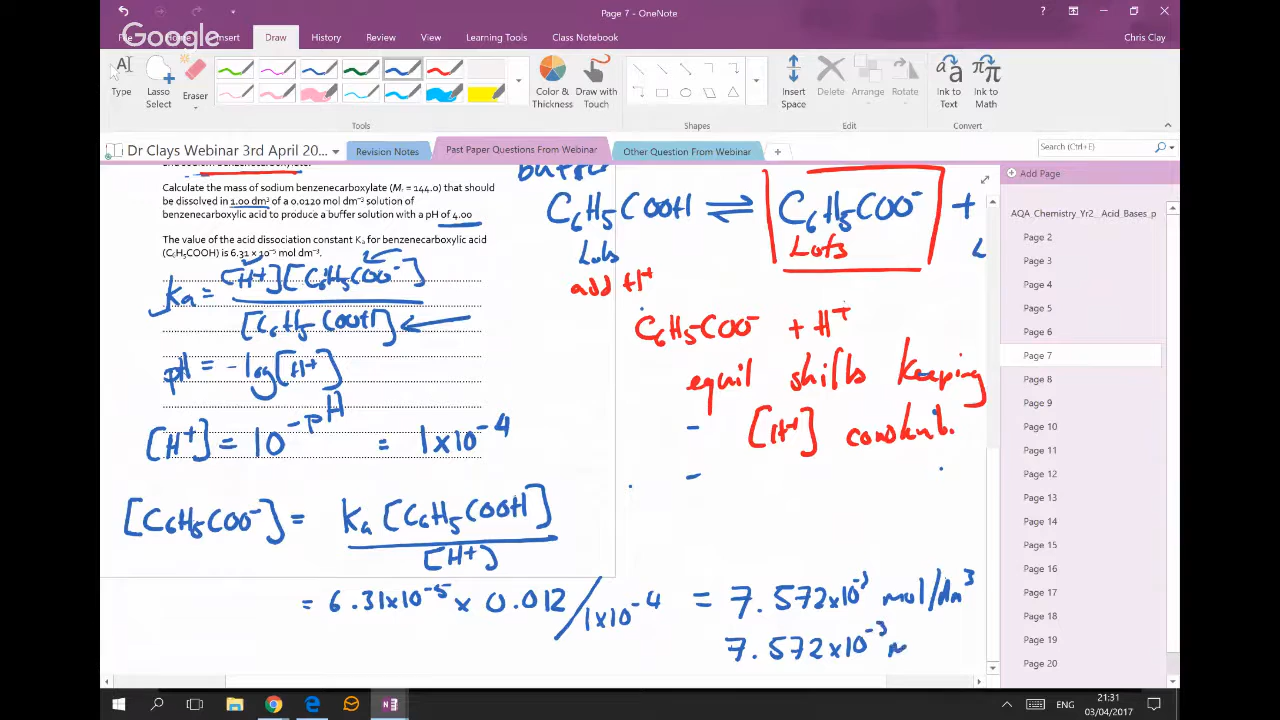 Page 7 - OneNote
Chris Clay
Google
Insert Draw History Review View Learning Tools Class Notebook
Type
Lasso Select
Eraser
Color & Thickness
Draw with Touch
Insert Space
Delete
Arrange
Rotate
Ink to Text
Ink to Math
Tools
Shapes
Edit
Convert
Dr Clays Webinar 3rd April 20...
Revision Notes
Past Paper Questions From Webinar
Other Question From Webinar
Search (Ctrl+E)
Add Page
AQA_Chemistry_Yr2_ Acid_Bases_p
Page 2
Page 3
Page 4
Page 5
Page 6
Page 7
Page 8
Page 9
Page 10
Page 11
Page 12
Page 13
Page 14
Page 15
Page 16
Page 17
Page 18
Page 19
Page 20
Calculate the mass of sodium benzenecarboxylate (Mr = 144.0) that should
be dissolved in 1.00 dm³ of a 0.0120 mol dm⁻³ solution of
benzenecarboxylic acid to produce a buffer solution with a pH of 4.00
The value of the acid dissociation constant Ka for benzenecarboxylic acid
(C6H5COOH) is 6.31 × 10⁻⁵ mol dm⁻³.
Ka = [H⁺][C6H5COO⁻]
[C6H5COOH]
pH = -log[H⁺]
[H⁺] = 10^-pH = 1x10⁻⁴
[C6H5COO⁻] = Ka [C6H5COOH]
[H⁺]
= 6.31x10⁻⁵ x 0.012 / 1x10⁻⁴ = 7.572x10⁻³ mol/dm³
7.572x10⁻³
buffer
C6H5COOH ⇌ C6H5COO⁻ +
Lots Lots
add H⁺
C6H5COO⁻ + H⁺
equil shifts keeping
[H⁺] constant.
ENG
21:31
03/04/2017